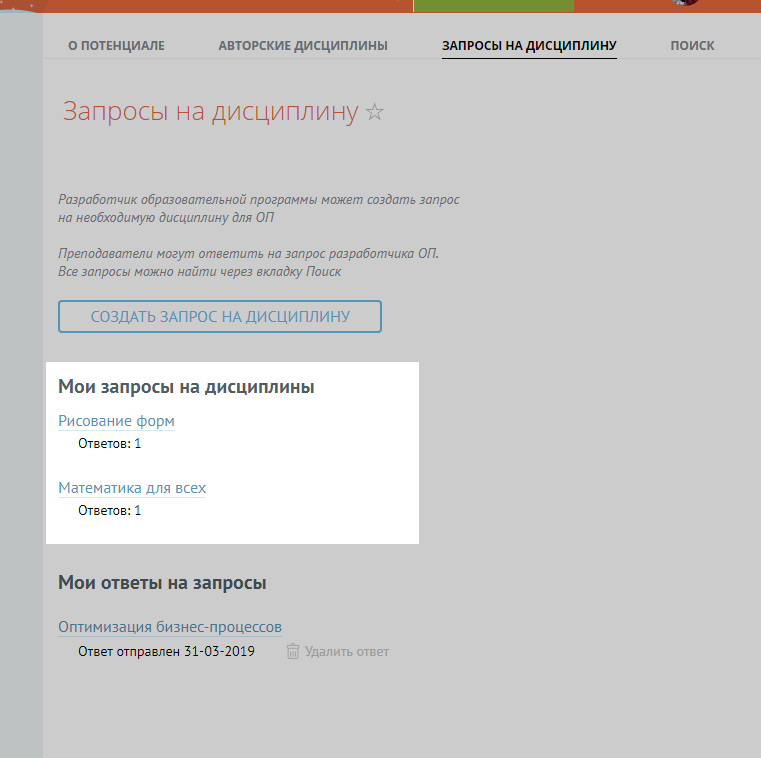 О ПОТЕНЦИАЛЕ АВТОРСКИЕ ДИСЦИПЛИНЫ ЗАПРОСЫ НА ДИСЦИПЛИНУ ПОИСК
Запросы на дисциплину
Разработчик образовательной программы может создать запрос
на необходимую дисциплину для ОП
Преподаватели могут ответить на запрос разработчика ОП.
Все запросы можно найти через вкладку Поиск
СОЗДАТЬ ЗАПРОС НА ДИСЦИПЛИНУ
Мои запросы на дисциплины
Рисование форм
Ответов: 1
Математика для всех
Ответов: 1
Мои ответы на запросы
Оптимизация бизнес-процессов
Ответ отправлен 31-03-2019 Удалить ответ